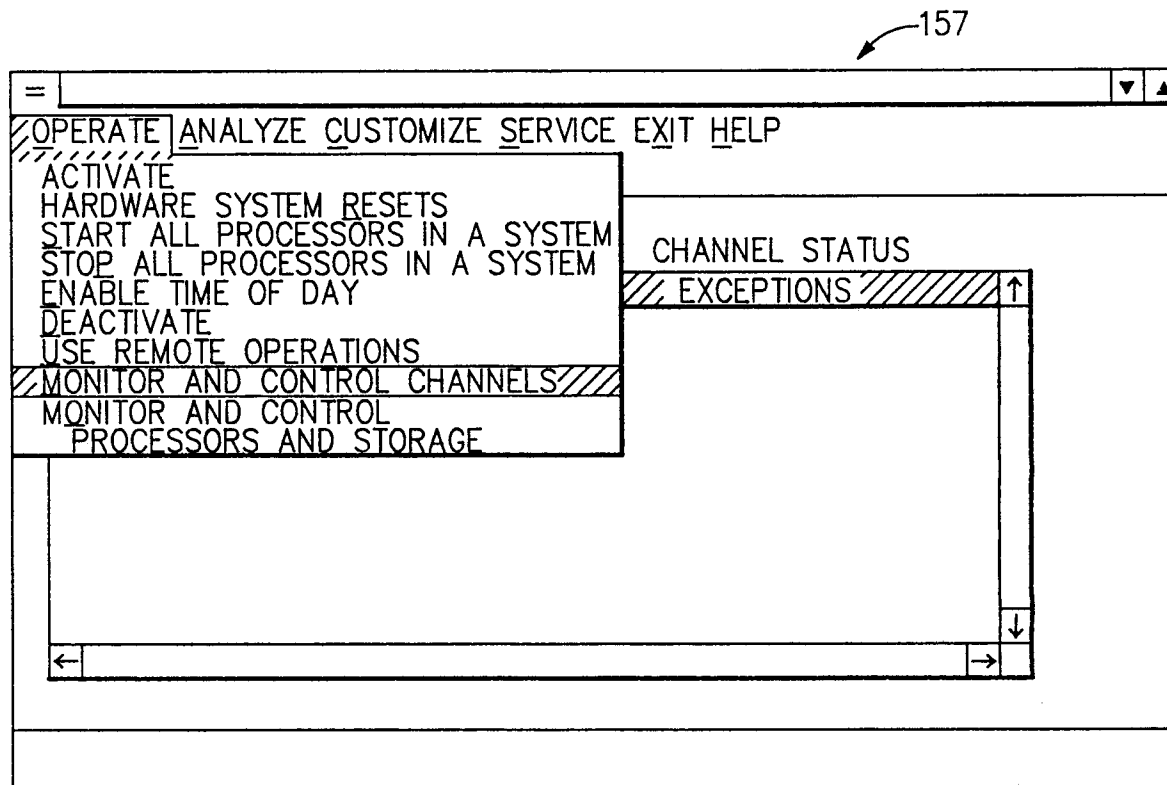 157
=
OPERATE ANALYZE CUSTOMIZE SERVICE EXIT HELP
ACTIVATE
HARDWARE SYSTEM RESETS
START ALL PROCESSORS IN A SYSTEM
STOP ALL PROCESSORS IN A SYSTEM
ENABLE TIME OF DAY
DEACTIVATE
USE REMOTE OPERATIONS
MONITOR AND CONTROL CHANNELS
MONITOR AND CONTROL
PROCESSORS AND STORAGE
CHANNEL STATUS
EXCEPTIONS